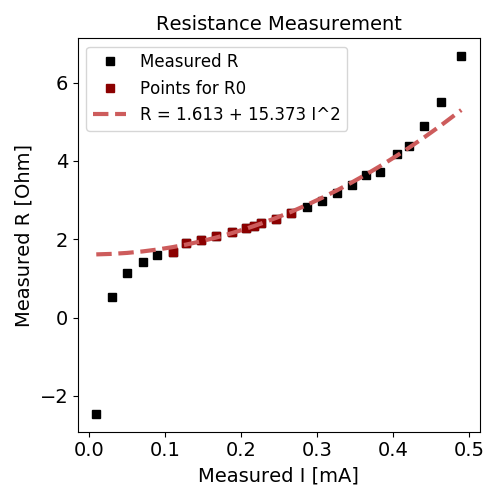 Resistance Measurement
Measured R
Points for R0
R = 1.613 + 15.373 I^2
Measured R [Ohm]
6
4
2
0
−2
0.0 0.1 0.2 0.3 0.4 0.5
Measured I [mA]